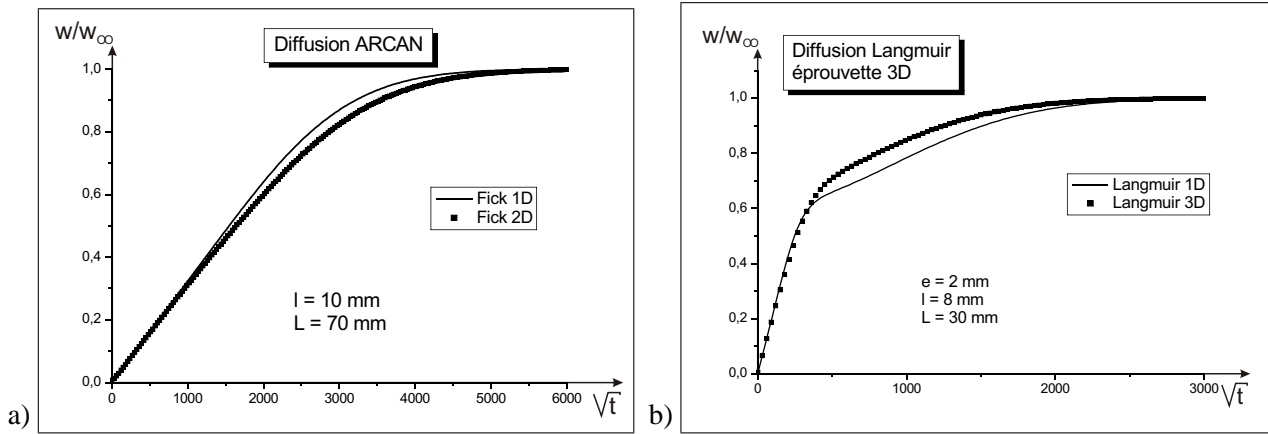 w/w∞
Diffusion ARCAN
1,0
0,8
0,6
0,4
0,2
0,0
Fick 1D
Fick 2D
l = 10 mm
L = 70 mm
0 1000 2000 3000 4000 5000 6000
√t
a)
w/w∞
Diffusion Langmuir
éprouvette 3D
1,0
0,8
0,6
0,4
0,2
0,0
Langmuir 1D
Langmuir 3D
e = 2 mm
l = 8 mm
L = 30 mm
0 1000 2000 3000
√t
b)